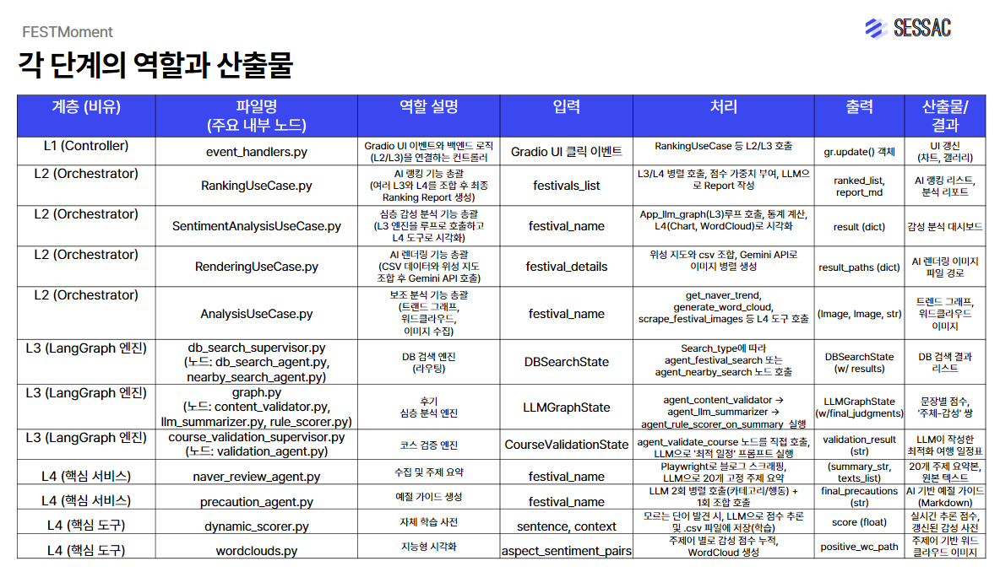 FESTMoment
SESSAC
각 단계의 역할과 산출물
계층 (비유)
파일명
(주요 내부 노드)
역할 설명
입력
처리
출력
산출물/
결과
L1 (Controller)
event_handlers.py
Gradio UI 이벤트와 백엔드 로직
(L2/L3)을 연결하는 컨트롤러
Gradio UI 클릭 이벤트
RankingUseCase 등 L2/L3 호출
gr.update() 객체
UI 갱신
(차트, 갤러리)
L2 (Orchestrator)
RankingUseCase.py
AI 랭킹 기능 총괄
(여러 L3와 L4를 조합 후 최종
Ranking Report 생성)
festivals_list
L3/L4 병렬 호출, 점수 가중치 부여, LLM으
로 Report 작성
ranked_list,
report_md
AI 랭킹 리스트,
분석 리포트
L2 (Orchestrator)
SentimentAnalysisUseCase.py
심층 감성 분석 기능 총괄
(L3 엔진을 루프로 호출하고
L4 도구로 시각화)
festival_name
App_llm_graph(L3)루프 호출, 통계 계산,
L4(Chart, WordCloud)로 시각화
result (dict)
감성 분석 대시보드
L2 (Orchestrator)
RenderingUseCase.py
AI 렌더링 기능 총괄
(CSV 데이터와 위성 지도
조합 후 Gemini API 호출)
festival_details
위성 지도와 csv 조합, Gemini API로
이미지 병렬 생성
result_paths (dict)
AI 렌더링 이미지
파일 경로
L2 (Orchestrator)
AnalysisUseCase.py
보조 분석 기능 총괄
(트랜드 그래프,
워드클라우드,
이미지 수집)
festival_name
get_naver_trend,
generate_word_cloud,
scrape_festival_images 등 L4 도구 호출
(Image, Image, str)
트렌드 그래프,
워드클라우드
이미지
L3 (LangGraph 엔진)
db_search_supervisor.py
(노드: db_search_agent.py,
nearby_search_agent.py)
DB 검색 엔진
(라우팅)
DBSearchState
Search_type에 따라
agent_festival_search 또는
agent_nearby_search 노드 호출
DBSearchState
(w/ results)
DB 검색 결과
리스트
L3 (LangGraph 엔진)
graph.py
(노드: content_validator.py,
llm_summarizer.py, rule_scorer.py)
후기
심층 분석 엔진
LLMGraphState
agent_content_validator →
agent_llm_summarizer →
agent_rule_scorer_on_summary 실행
LLMGraphState
(w/final_judgments)
문장별 점수,
'주체-감성' 쌍
L3 (LangGraph 엔진)
course_validation_supervisor.py
(노드: validation_agent.py)
코스 검증 엔진
CourseValidationState
agent_validate_course 노드를 직접 호출,
LLM으로 '최적 일정' 프롬프트 실행
validation_result
(str)
LLM이 작성한
최적화 여행 일정표
L4 (핵심 서비스)
naver_review_agent.py
수집 및 주제 요약
festival_name
Playwright로 블로그 스크래핑,
LLM으로 20개 고정 주제 요약
(summary_str,
texts_list)
20개 주제 요약본,
원본 텍스트
L4 (핵심 서비스)
precaution_agent.py
예절 가이드 생성
festival_name
LLM 2회 병렬 호출(카테고리/행동) +
1회 조합 호출
final_precautions
(str)
AI 기반 예절 가이드
(Markdown)
L4 (핵심 도구)
dynamic_scorer.py
자체 학습 사전
sentence, context
모르는 단어 발견 시, LLM으로 점수 추론
및 .csv 파일에 저장(학습)
score (float)
실시간 추론 점수,
갱신된 감성 사전
L4 (핵심 도구)
wordclouds.py
지능형 시각화
aspect_sentiment_pairs
주제어 별로 감성 점수 누적,
WordCloud 생성
positive_wc_path
주제어 기반 워드
클라우드 이미지